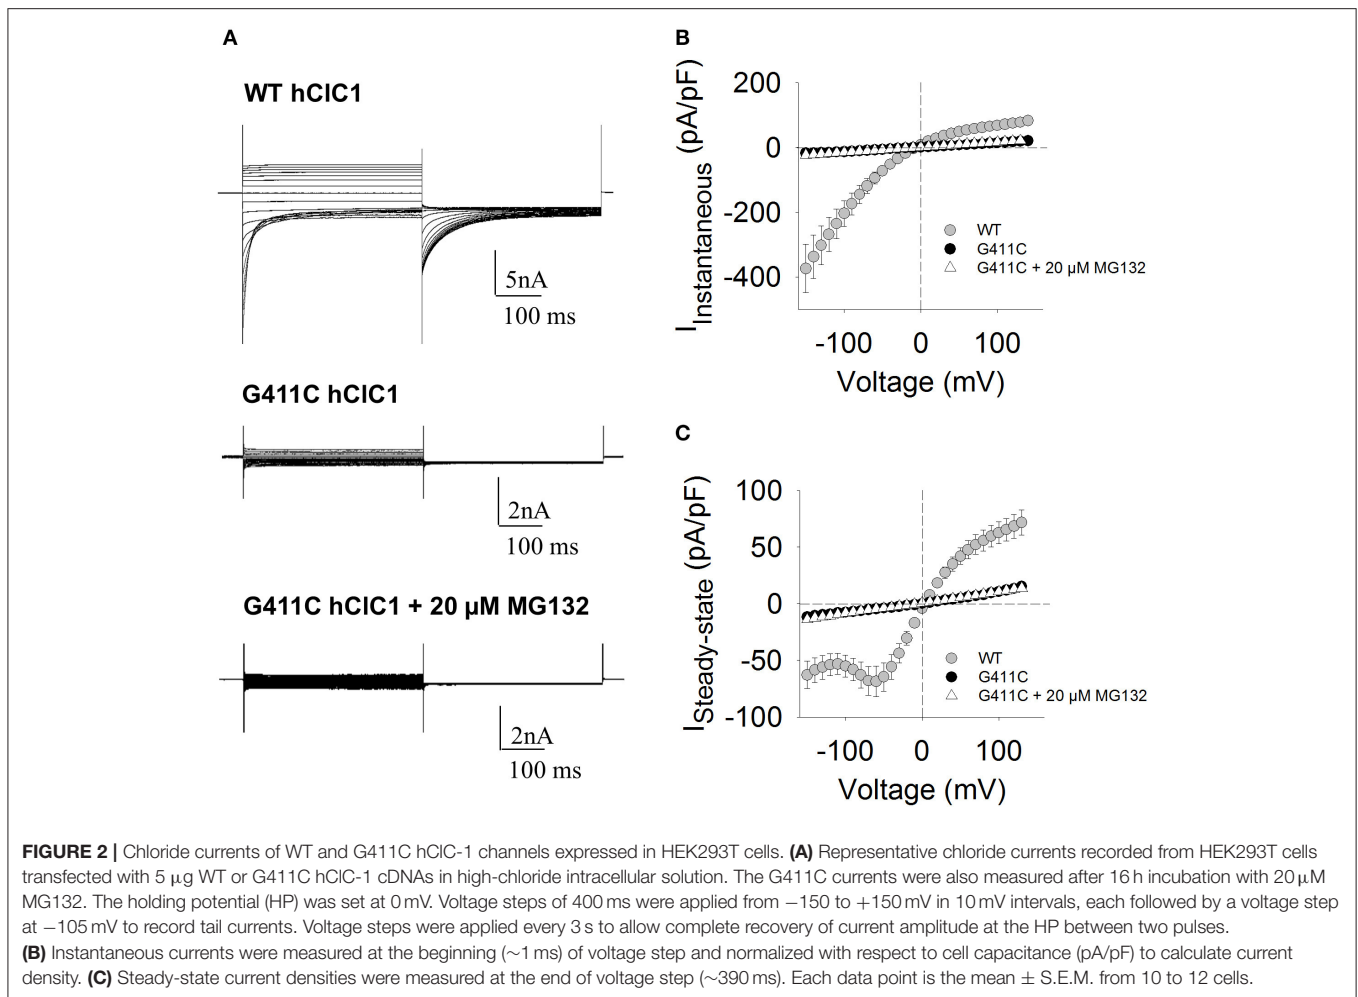 A
WT hClC1
5nA
100 ms
G411C hClC1
2nA
100 ms
G411C hClC1 + 20 µM MG132
2nA
100 ms
B
I Instantaneous (pA/pF)
200
0
-200
-400
WT
G411C
G411C + 20 µM MG132
-100 0 100
Voltage (mV)
C
I Steady-state (pA/pF)
100
50
0
-50
-100
WT
G411C
G411C + 20 µM MG132
-100 0 100
Voltage (mV)
FIGURE 2 | Chloride currents of WT and G411C hClC-1 channels expressed in HEK293T cells. (A) Representative chloride currents recorded from HEK293T cells
transfected with 5 µg WT or G411C hClC-1 cDNAs in high-chloride intracellular solution. The G411C currents were also measured after 16 h incubation with 20 µM
MG132. The holding potential (HP) was set at 0 mV. Voltage steps of 400 ms were applied from −150 to +150 mV in 10 mV intervals, each followed by a voltage step
at −105 mV to record tail currents. Voltage steps were applied every 3 s to allow complete recovery of current amplitude at the HP between two pulses.
(B) Instantaneous currents were measured at the beginning (∼1 ms) of voltage step and normalized with respect to cell capacitance (pA/pF) to calculate current
density. (C) Steady-state current densities were measured at the end of voltage step (∼390 ms). Each data point is the mean ± S.E.M. from 10 to 12 cells.